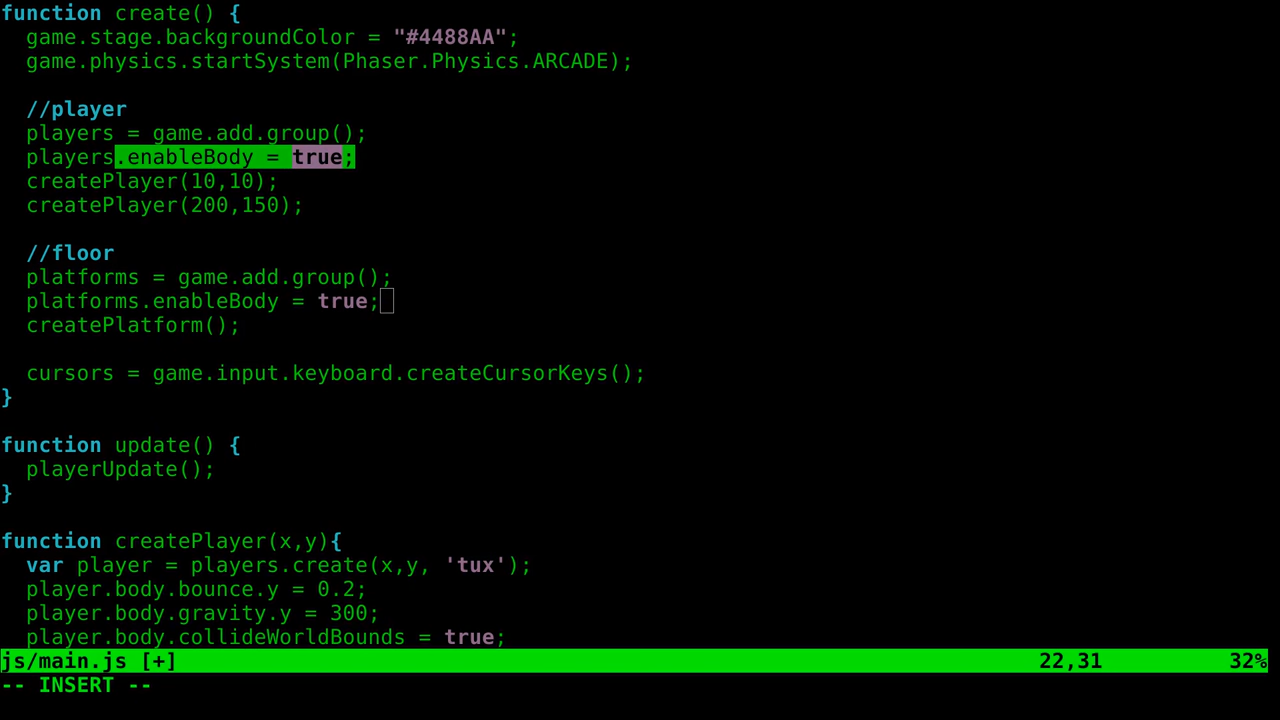 function create() {
  game.stage.backgroundColor = "#4488AA";
  game.physics.startSystem(Phaser.Physics.ARCADE);
  //player
  players = game.add.group();
  players.enableBody = true;
  createPlayer(10,10);
  createPlayer(200,150);
  //floor
  platforms = game.add.group();
  platforms.enableBody = true;
  createPlatform();
  cursors = game.input.keyboard.createCursorKeys();
}
function update() {
  playerUpdate();
}
function createPlayer(x,y){
  var player = players.create(x,y, 'tux');
  player.body.bounce.y = 0.2;
  player.body.gravity.y = 300;
  player.body.collideWorldBounds = true;
js/main.js [+] 22,31 32%
-- INSERT --